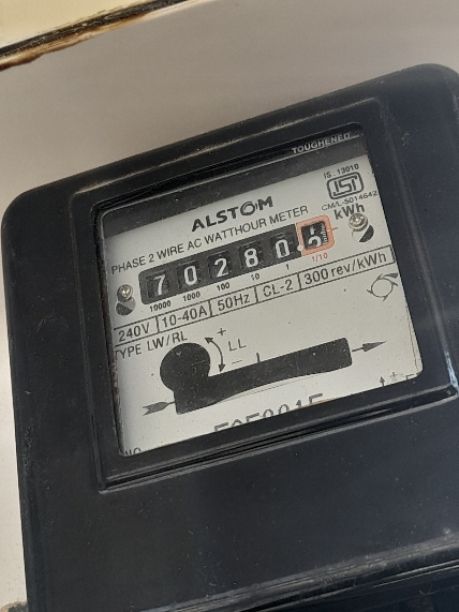 TOUGHENED
IS 13010
ISI
CM/L-5014642
ALSTOM
PHASE 2 WIRE AC WATTHOUR METER
kWh
7 0 2 8 0
10000 1000 100 10 1 1/10
240V 10-40A 50Hz CL-2 300 rev/kWh
TYPE LW/RL
+
LL
−